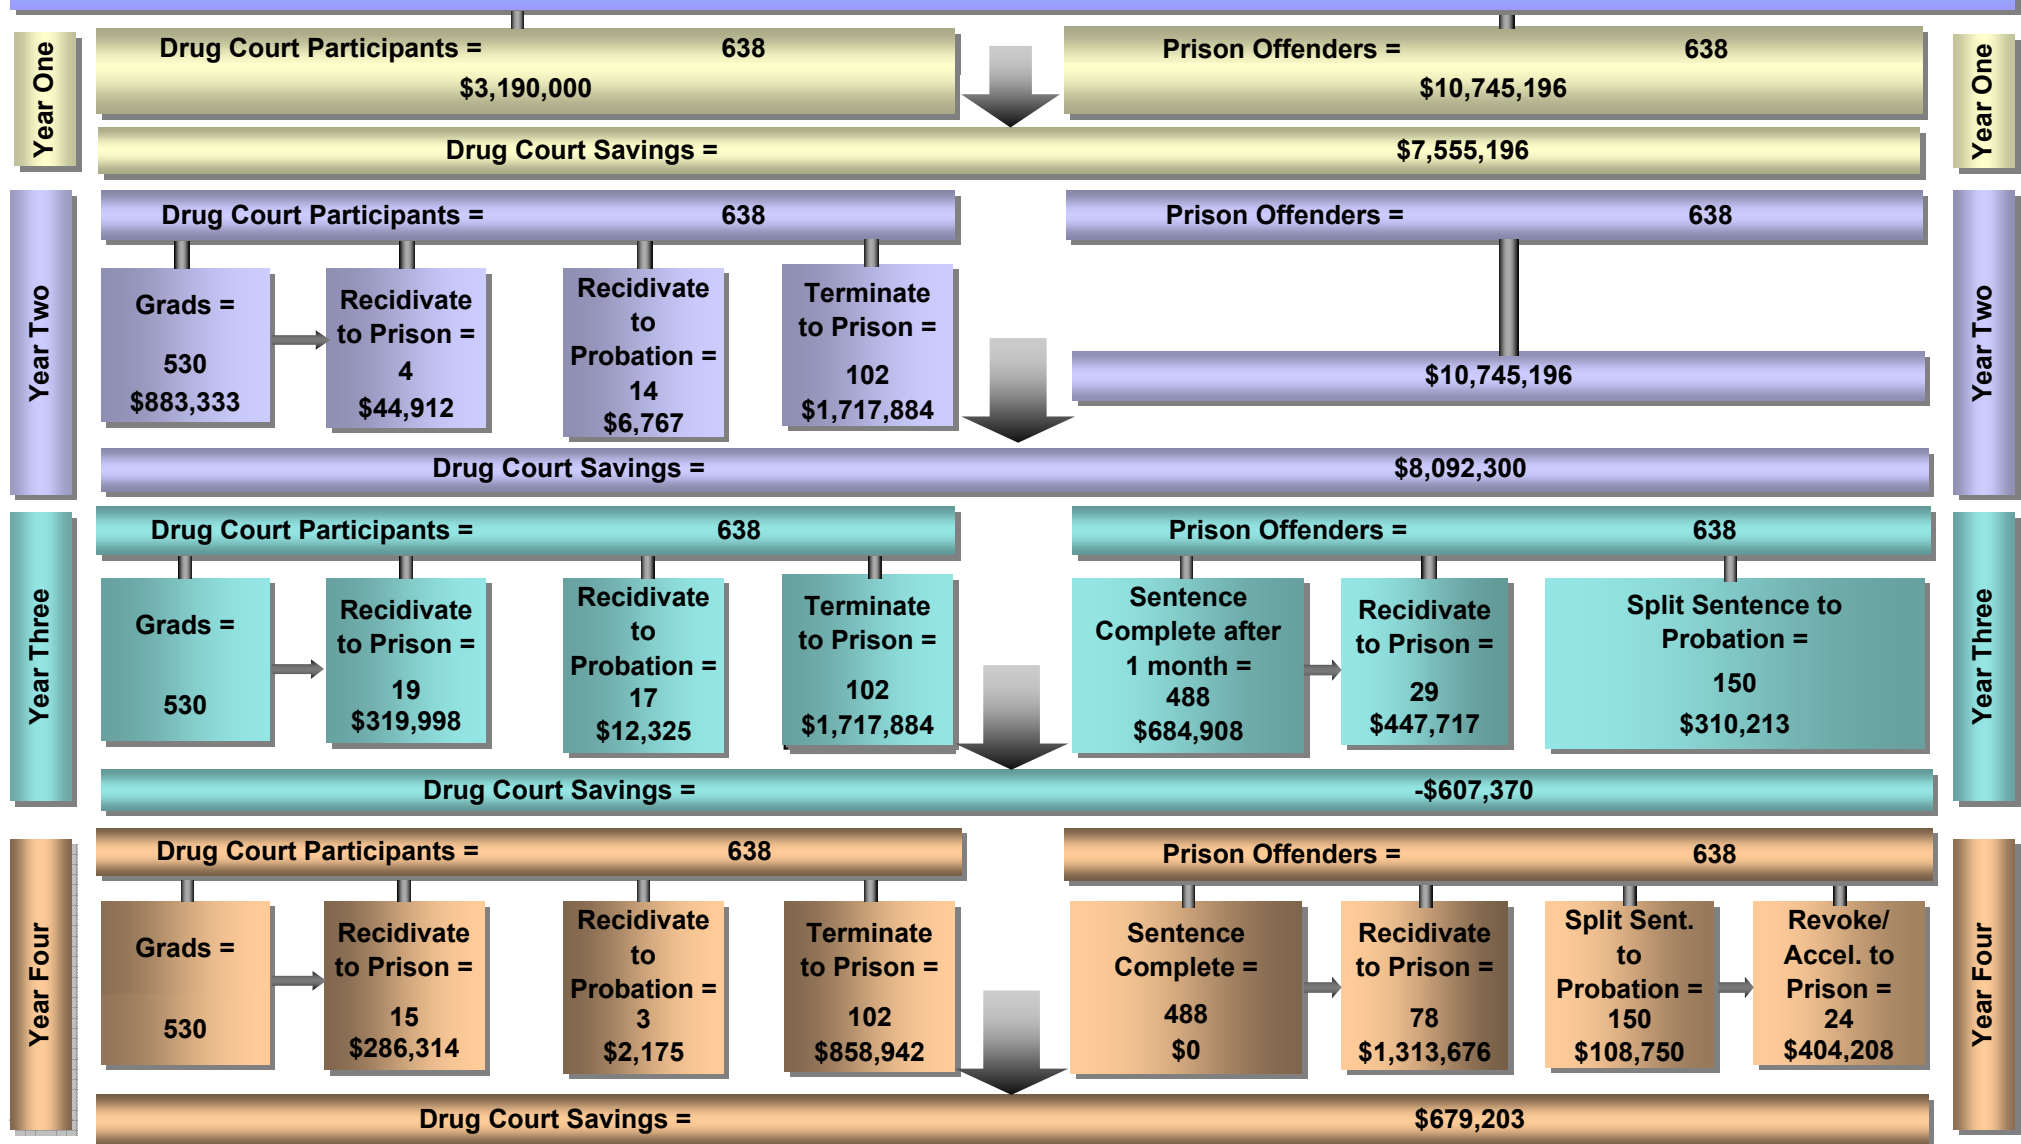 Year One
Drug Court Participants = 638
$3,190,000
Prison Offenders = 638
$10,745,196
Year One
Drug Court Savings = $7,555,196
Year Two
Drug Court Participants = 638
Prison Offenders = 638
Year Two
Grads =
530
$883,333
Recidivate
to Prison =
4
$44,912
Recidivate
to
Probation =
14
$6,767
Terminate
to Prison =
102
$1,717,884
$10,745,196
Drug Court Savings = $8,092,300
Year Three
Drug Court Participants = 638
Prison Offenders = 638
Year Three
Grads =
530
Recidivate
to Prison =
19
$319,998
Recidivate
to
Probation =
17
$12,325
Terminate
to Prison =
102
$1,717,884
Sentence
Complete after
1 month =
488
$684,908
Recidivate
to Prison =
29
$447,717
Split Sentence to
Probation =
150
$310,213
Drug Court Savings = -$607,370
Year Four
Drug Court Participants = 638
Prison Offenders = 638
Year Four
Grads =
530
Recidivate
to Prison =
15
$286,314
Recidivate
to
Probation =
3
$2,175
Terminate
to Prison =
102
$858,942
Sentence
Complete =
488
$0
Recidivate
to Prison =
78
$1,313,676
Split Sent.
to
Probation =
150
$108,750
Revoke/
Accel. to
Prison =
24
$404,208
Drug Court Savings = $679,203